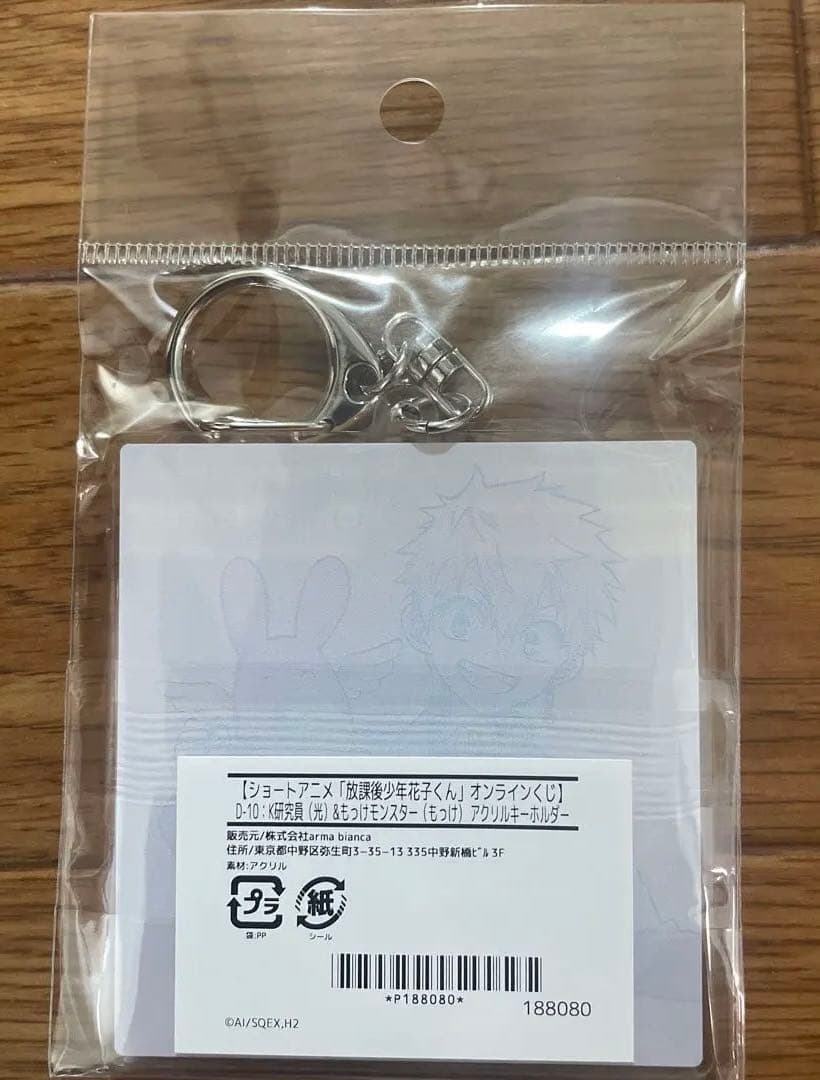 【ショートアニメ「放課後少年花子くん」オンラインくじ】
D-10：K研究員（光）&もっけモンスター（もっけ）アクリルキーホルダー
販売元/株式会社arma bianca
住所/東京都中野区弥生町3-35-13 335中野新橋ﾋﾞﾙ 3F
素材:アクリル
プラ 紙
袋:PP シール
*P188080*
188080
©AI/SQEX,H2